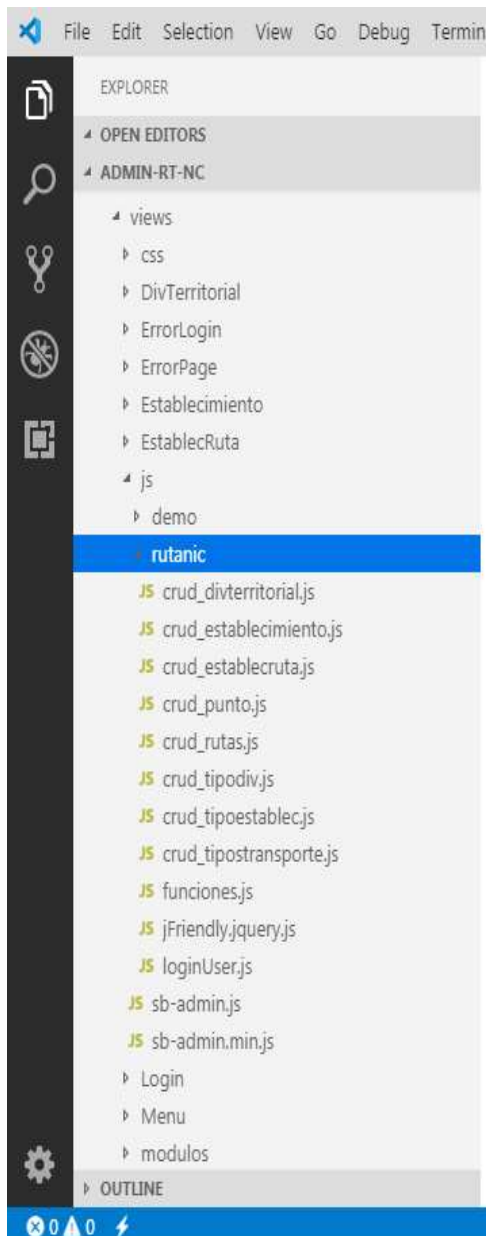 File Edit Selection View Go Debug Termin
EXPLORER
OPEN EDITORS
ADMIN-RT-NC
views
css
DivTerritorial
ErrorLogin
ErrorPage
Establecimiento
EstablecRuta
js
demo
rutanic
JS crud_divterritorial.js
JS crud_establecimiento.js
JS crud_establecruta.js
JS crud_punto.js
JS crud_rutas.js
JS crud_tipodiv.js
JS crud_tipoestablec.js
JS crud_tipostransporte.js
JS funciones.js
JS jFriendly.jquery.js
JS loginUser.js
JS sb-admin.js
JS sb-admin.min.js
Login
Menu
modulos
OUTLINE
0 0